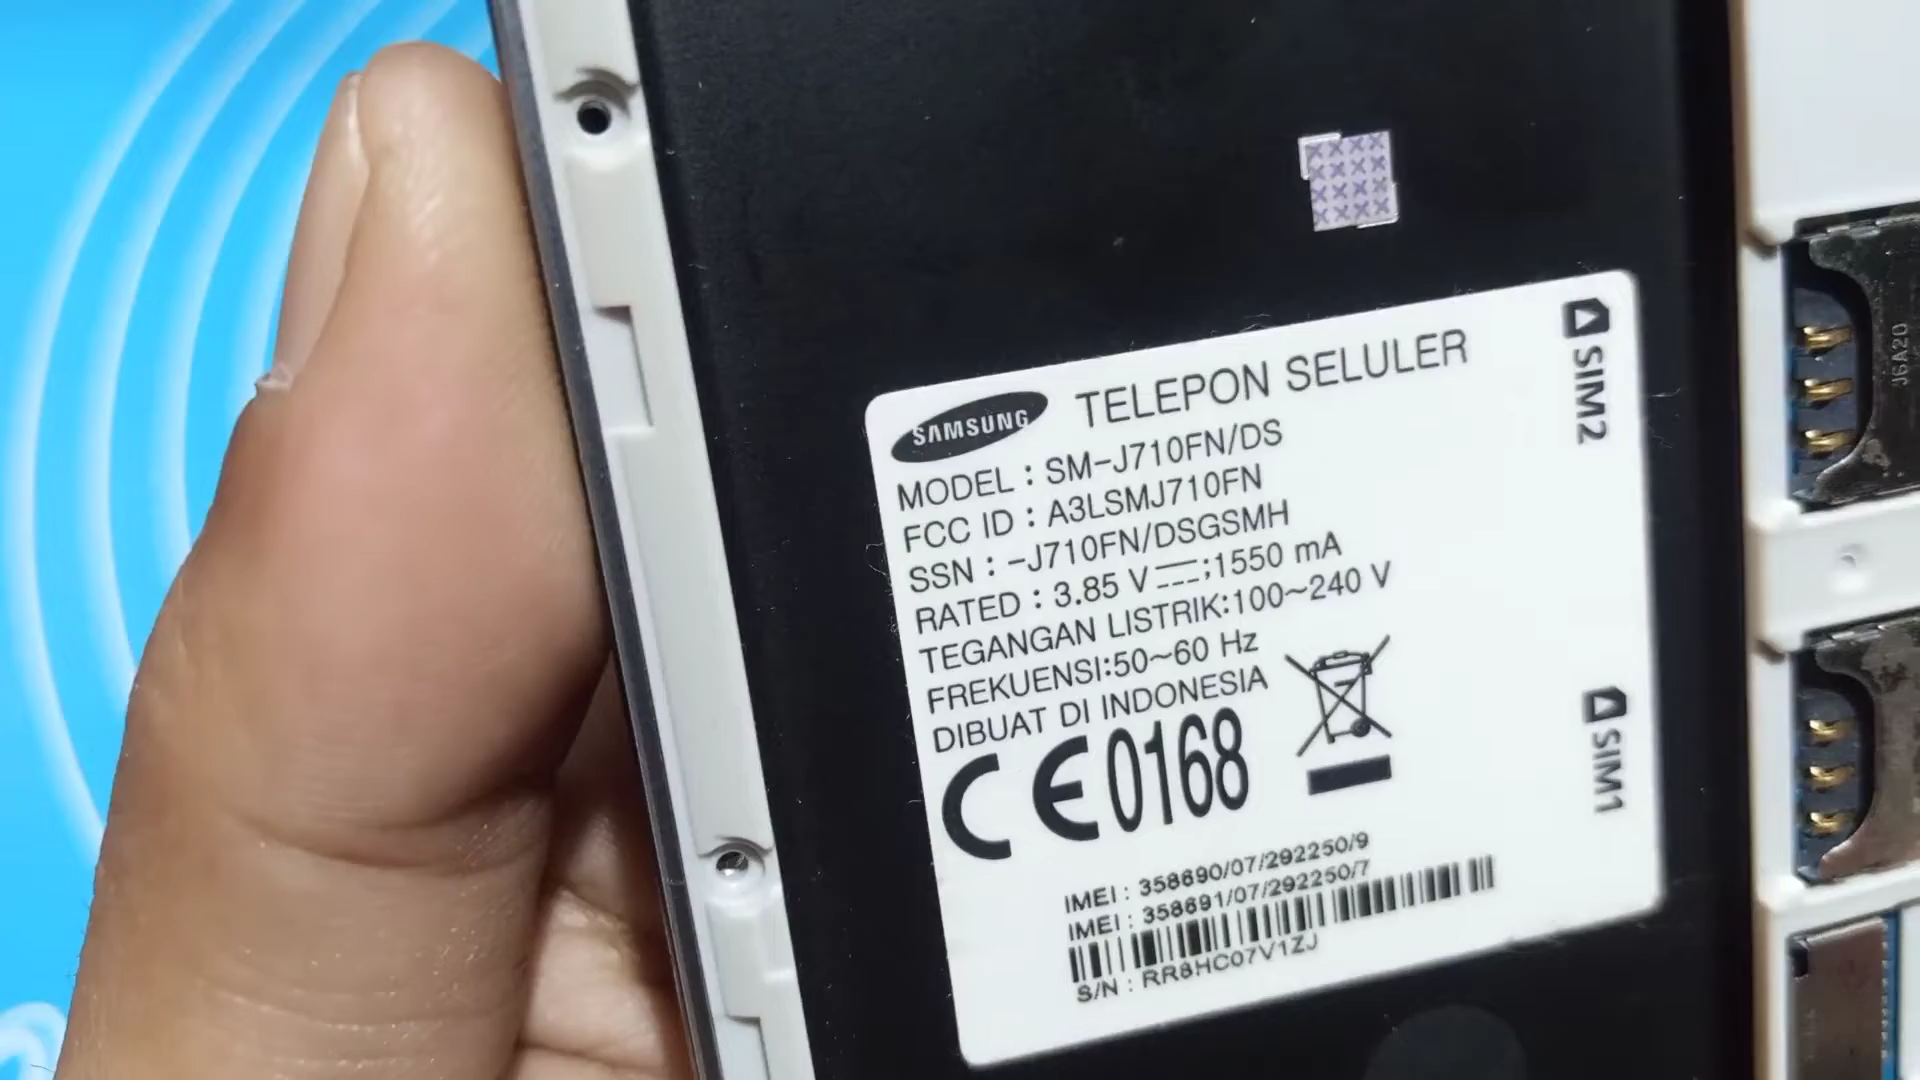 SAMSUNG TELEPON SELULER
MODEL : SM-J710FN/DS
FCC ID : A3LSMJ710FN
SSN : -J710FN/DSGSMH
RATED : 3.85 V⎓;1550 mA
TEGANGAN LISTRIK:100~240 V
FREKUENSI:50~60 Hz
DIBUAT DI INDONESIA
CE0168
IMEI : 358690/07/292250/9
IMEI : 358691/07/292250/7
S/N : RR8HC07V1ZJ
SIM2
SIM1
J6A20